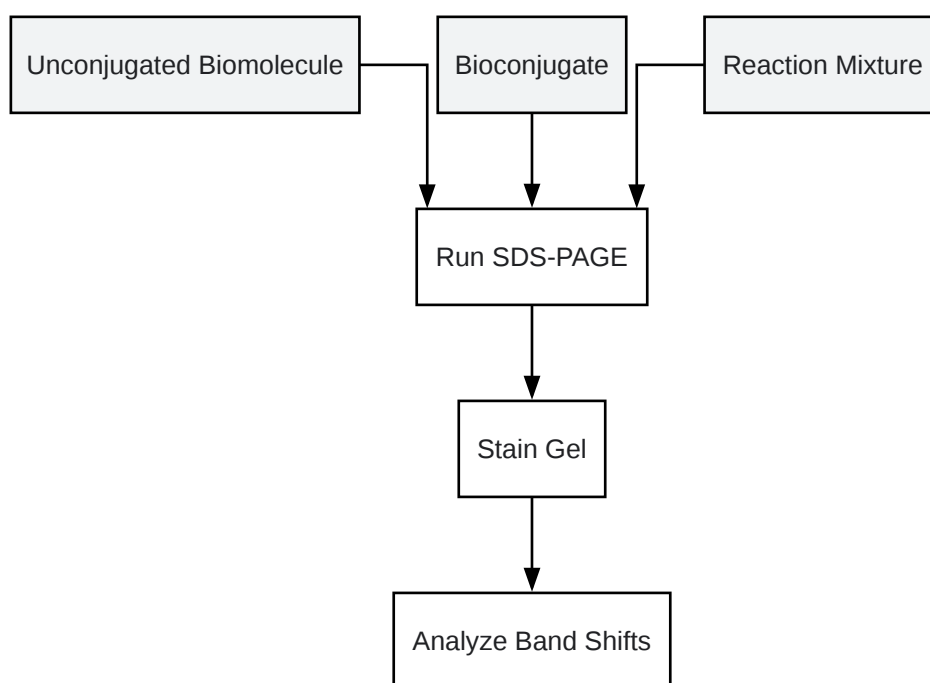 Unconjugated Biomolecule
Bioconjugate
Reaction Mixture
Run SDS-PAGE
Stain Gel
Analyze Band Shifts